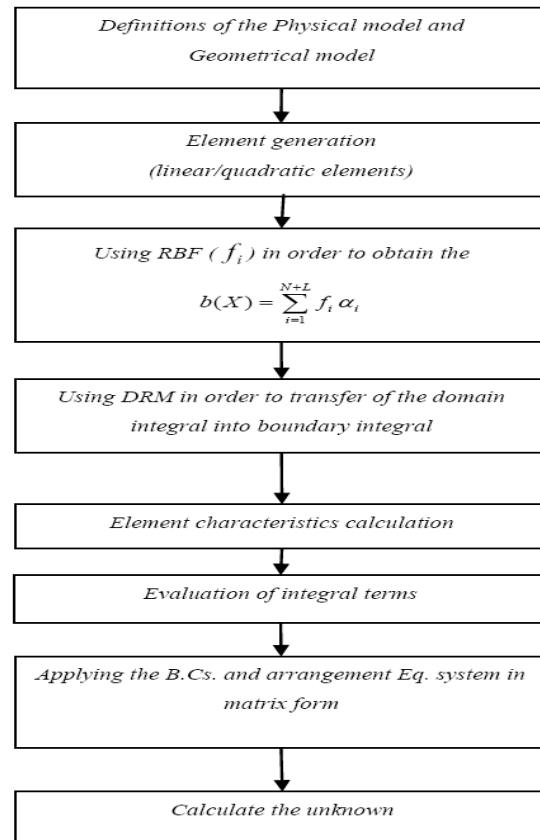 Definitions of the Physical model and
Geometrical model
Element generation
(linear/quadratic elements)
Using RBF ( f_i ) in order to obtain the
b(X) = \sum_{i=1}^{N+L} f_i α_i
Using DRM in order to transfer of the domain
integral into boundary integral
Element characteristics calculation
Evaluation of integral terms
Applying the B.Cs. and arrangement Eq. system in
matrix form
Calculate the unknown